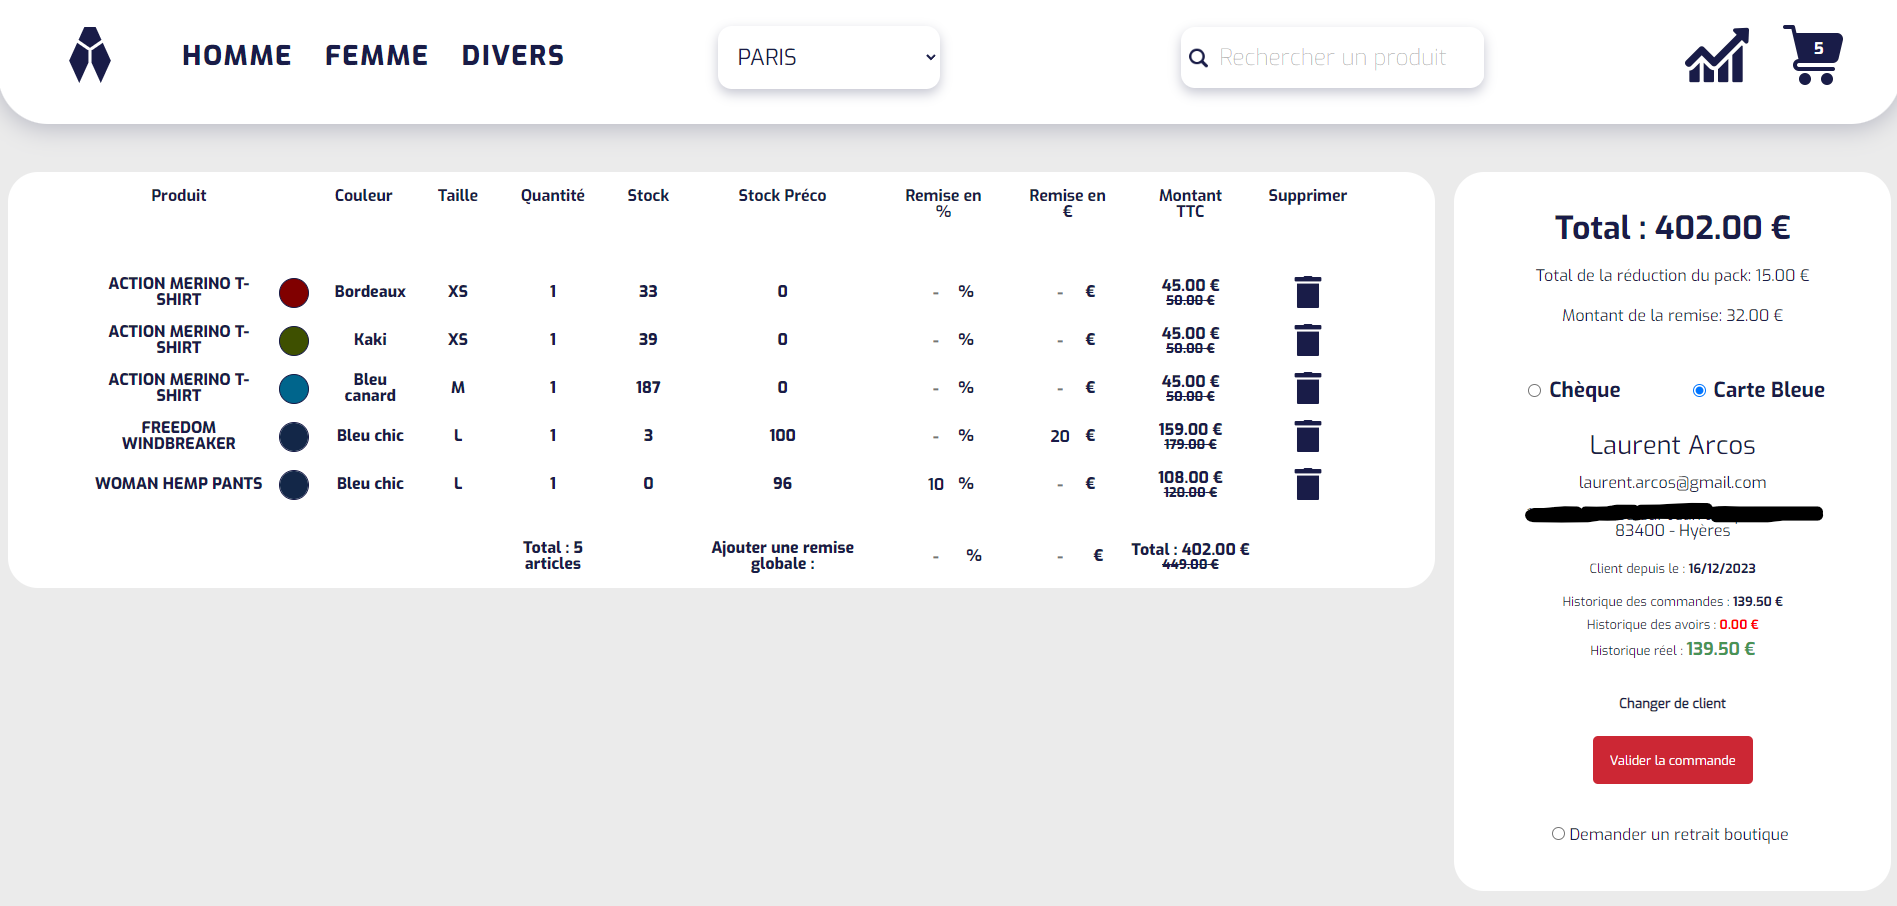 HOMME FEMME DIVERS PARIS Rechercher un produit 5
Produit Couleur Taille Quantité Stock Stock Préco Remise en % Remise en € Montant TTC Supprimer
ACTION MERINO T-SHIRT Bordeaux XS 1 33 0 - % - € 45.00 € 50.00 €
ACTION MERINO T-SHIRT Kaki XS 1 39 0 - % - € 45.00 € 50.00 €
ACTION MERINO T-SHIRT Bleu canard M 1 187 0 - % - € 45.00 € 50.00 €
FREEDOM WINDBREAKER Bleu chic L 1 3 100 - % 20 € 159.00 € 179.00 €
WOMAN HEMP PANTS Bleu chic L 1 0 96 10 % - € 108.00 € 120.00 €
Total : 5 articles Ajouter une remise globale : - % - € Total : 402.00 € 449.00 €
Total : 402.00 €
Total de la réduction du pack: 15.00 €
Montant de la remise: 32.00 €
Chèque Carte Bleue
Laurent Arcos
laurent.arcos@gmail.com
83400 - Hyères
Client depuis le : 16/12/2023
Historique des commandes : 139.50 €
Historique des avoirs : 0.00 €
Historique réel : 139.50 €
Changer de client
Valider la commande
Demander un retrait boutique